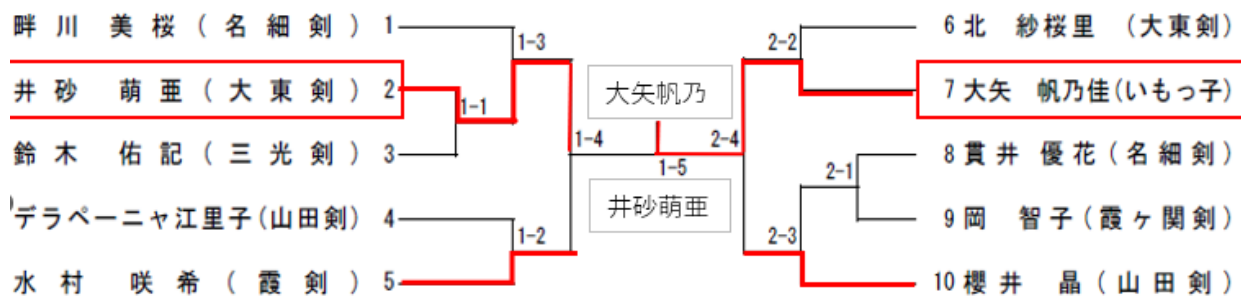 畔川 美桜(名細剣) 1
1-3
井砂 萌亜(大東剣) 2
1-1
鈴木 佑記(三光剣) 3
1-4
デラペーニャ江里子(山田剣) 4
1-2
水村 咲希(霞剣) 5
大矢帆乃
1-5
井砂萌亜
2-2
6 北 紗桜里 (大東剣)
7 大矢 帆乃佳(いもっ子)
2-4
8 貫井 優花(名細剣)
2-1
9 岡 智子(霞ヶ関剣)
2-3
10 櫻井 晶(山田剣)